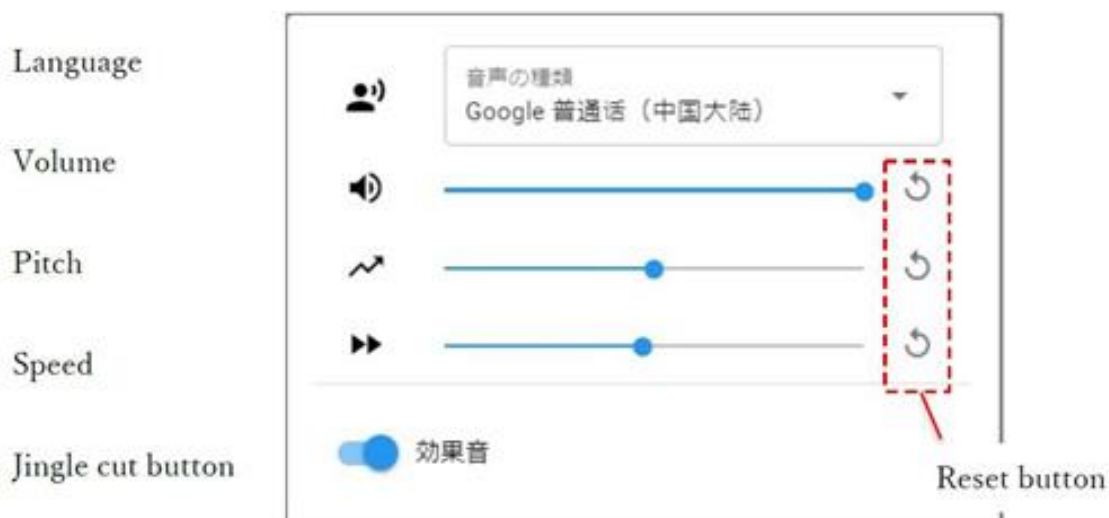 Language
音声の種類
Google 普通话（中国大陆）
Volume
Pitch
Speed
Jingle cut button
効果音
Reset button